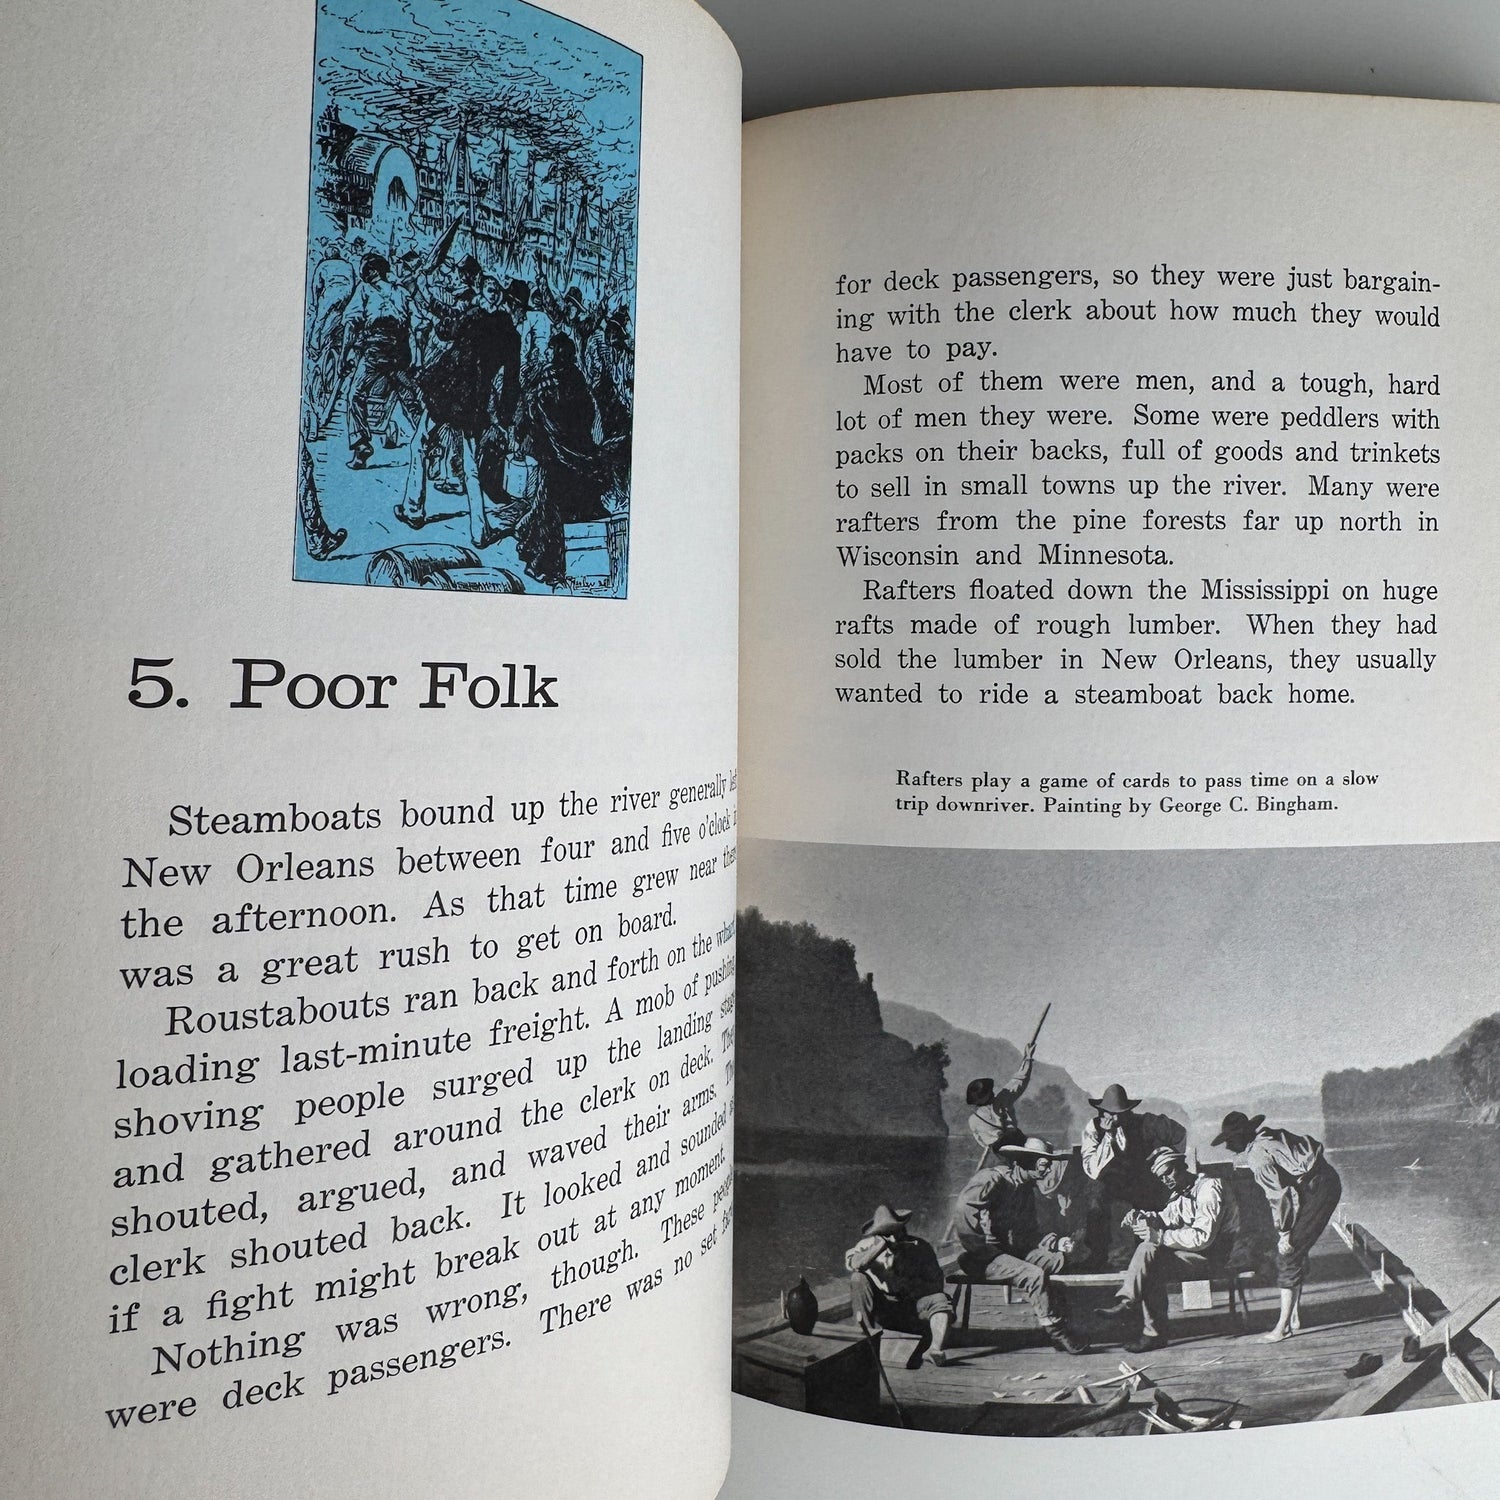 5. Poor Folk
Steamboats bound up the river generally
New Orleans between four and five o'clock
the afternoon. As that time grew near
was a great rush to get on board.
Roustabouts ran back and forth on the
loading last-minute freight. A mob of pushing,
shoving people surged up the landing
and gathered around the clerk on deck.
shouted, argued, and waved their arms.
clerk shouted back. It looked and sounded
if a fight might break out at any moment.
Nothing was wrong, though. These
were deck passengers. There was no set
for deck passengers, so they were just bargain-
ing with the clerk about how much they would
have to pay.
Most of them were men, and a tough, hard
lot of men they were. Some were peddlers with
packs on their backs, full of goods and trinkets
to sell in small towns up the river. Many were
rafters from the pine forests far up north in
Wisconsin and Minnesota.
Rafters floated down the Mississippi on huge
rafts made of rough lumber. When they had
sold the lumber in New Orleans, they usually
wanted to ride a steamboat back home.
Rafters play a game of cards to pass time on a slow
trip downriver. Painting by George C. Bingham.